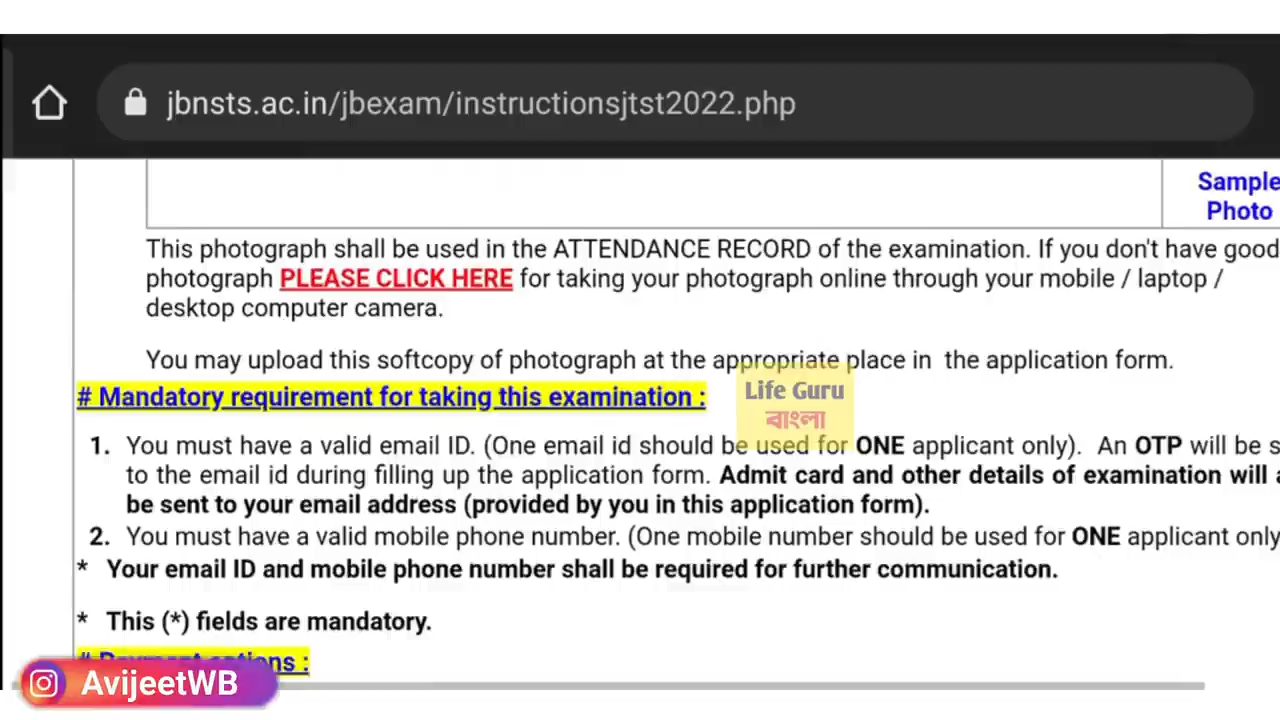 jbnsts.ac.in/jbexam/instructionsjtst2022.php
Sample
Photo
This photograph shall be used in the ATTENDANCE RECORD of the examination. If you don't have good
photograph PLEASE CLICK HERE for taking your photograph online through your mobile / laptop /
desktop computer camera.
You may upload this softcopy of photograph at the appropriate place in the application form.
# Mandatory requirement for taking this examination :
Life Guru
বাংলা
1. You must have a valid email ID. (One email id should be used for ONE applicant only). An OTP will be s
to the email id during filling up the application form. Admit card and other details of examination will a
be sent to your email address (provided by you in this application form).
2. You must have a valid mobile phone number. (One mobile number should be used for ONE applicant only
* Your email ID and mobile phone number shall be required for further communication.
* This (*) fields are mandatory.
# Payment options :
AvijeetWB